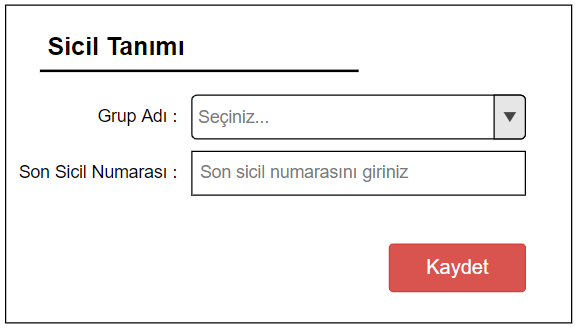 Sicil Tanımı
Grup Adı : Seçiniz...
Son Sicil Numarası : Son sicil numarasını giriniz
Kaydet